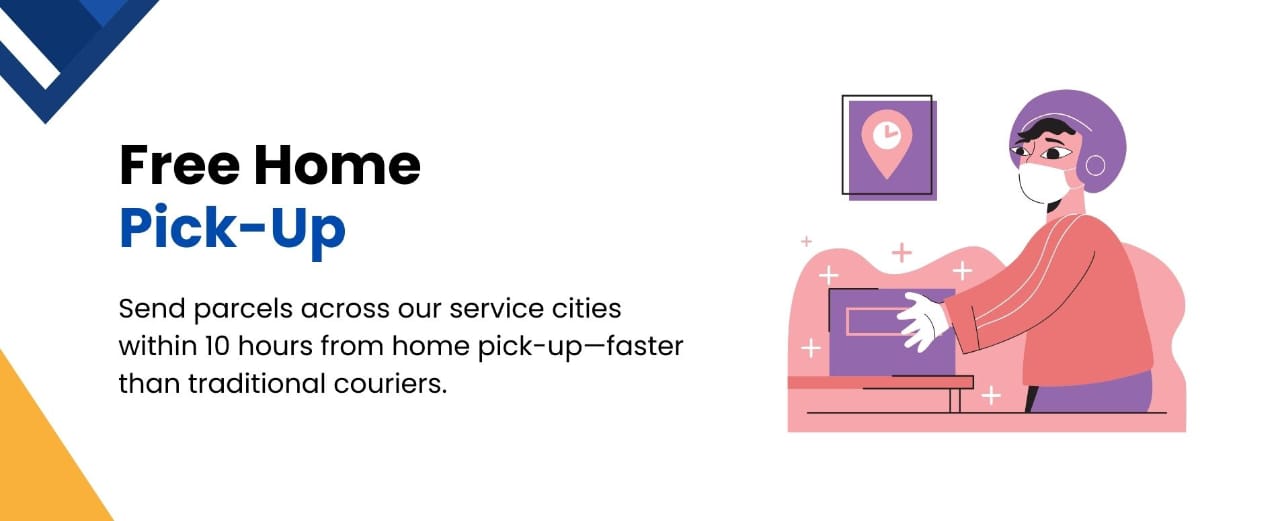 Free Home
Pick-Up
Send parcels across our service cities
within 10 hours from home pick-up—faster
than traditional couriers.